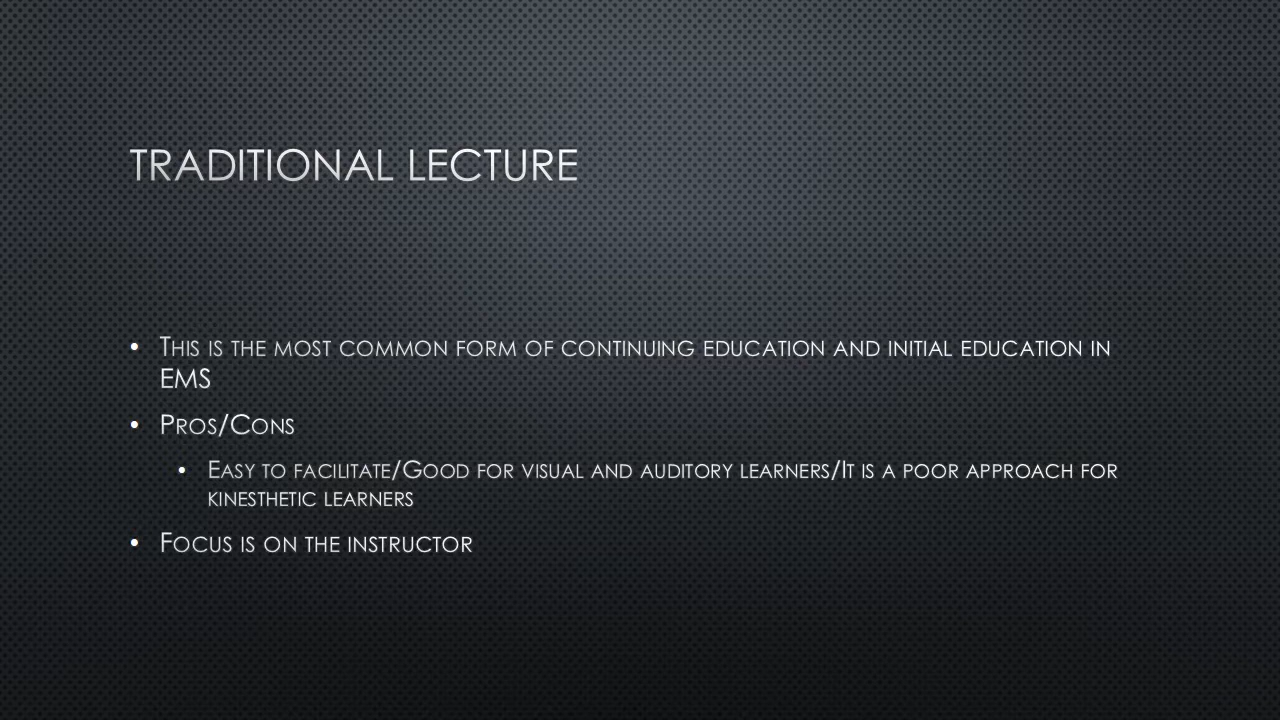 TRADITIONAL LECTURE
• This is the most common form of continuing education and initial education in
EMS
• Pros/Cons
• Easy to facilitate/Good for visual and auditory learners/It is a poor approach for
kinesthetic learners
• Focus is on the instructor